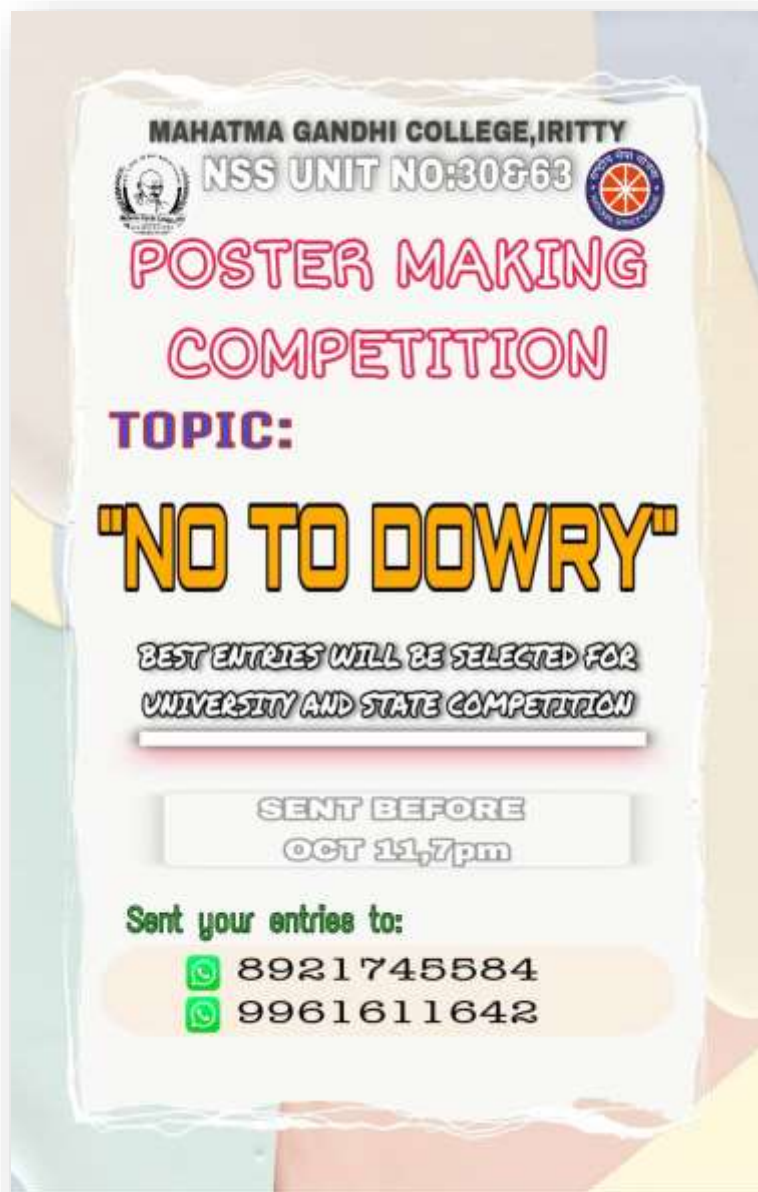 MAHATMA GANDHI COLLEGE,IRITTY
NSS UNIT NO:30&63
POSTER MAKING
COMPETITION
TOPIC:
"NO TO DOWRY"
BEST ENTRIES WILL BE SELECTED FOR
UNIVERSITY AND STATE COMPETITION
SENT BEFORE
OCT 11,7pm
Sent your entries to:
8921745584
9961611642